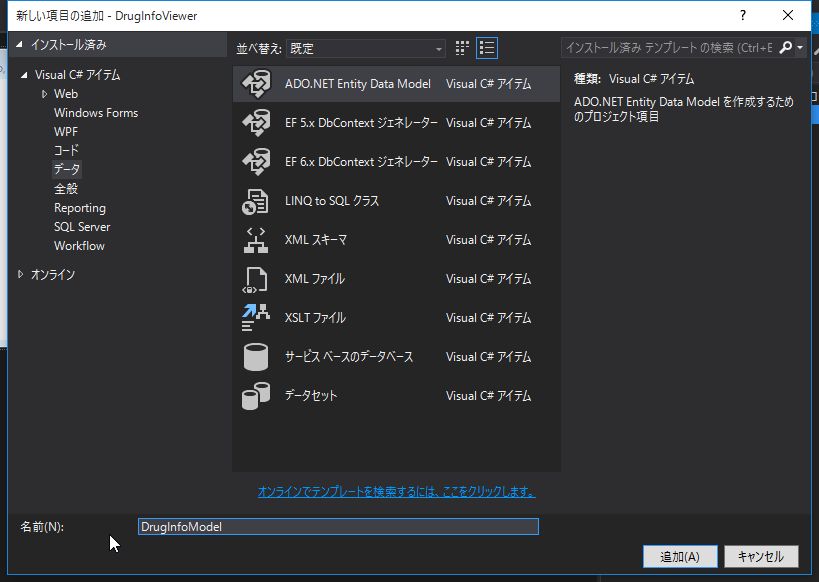 新しい項目の追加 - DrugInfoViewer
?
インストール済み
Visual C# アイテム
Web
Windows Forms
WPF
コード
データ
全般
Reporting
SQL Server
Workflow
オンライン
並べ替え: 既定
インストール済み テンプレート の検索 (Ctrl+E
ADO.NET Entity Data Model Visual C# アイテム
EF 5.x DbContext ジェネレーター Visual C# アイテム
EF 6.x DbContext ジェネレーター Visual C# アイテム
LINQ to SQL クラス Visual C# アイテム
XML スキーマ Visual C# アイテム
XML ファイル Visual C# アイテム
XSLT ファイル Visual C# アイテム
サービス ベースのデータベース Visual C# アイテム
データセット Visual C# アイテム
種類: Visual C# アイテム
ADO.NET Entity Data Model を作成するため
のプロジェクト項目
オンラインでテンプレートを検索するには、ここをクリックします。
名前(N): DrugInfoModel
追加(A)
キャンセル